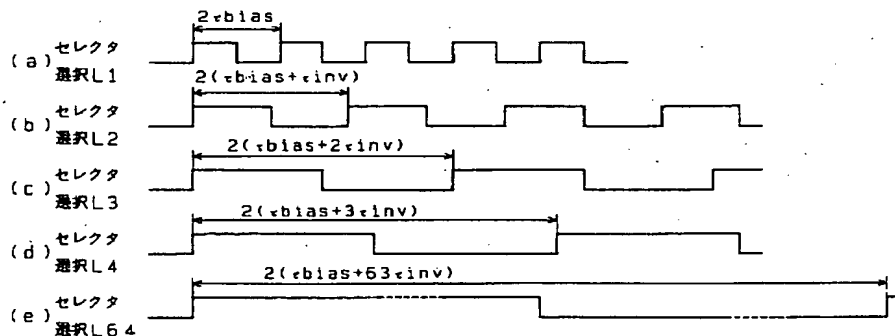 2τbias
(a) セレクタ
選択L1
2(τbias+τinv)
(b) セレクタ
選択L2
2(τbias+2τinv)
(c) セレクタ
選択L3
2(τbias+3τinv)
(d) セレクタ
選択L4
2(τbias+63τinv)
(e) セレクタ
選択L64